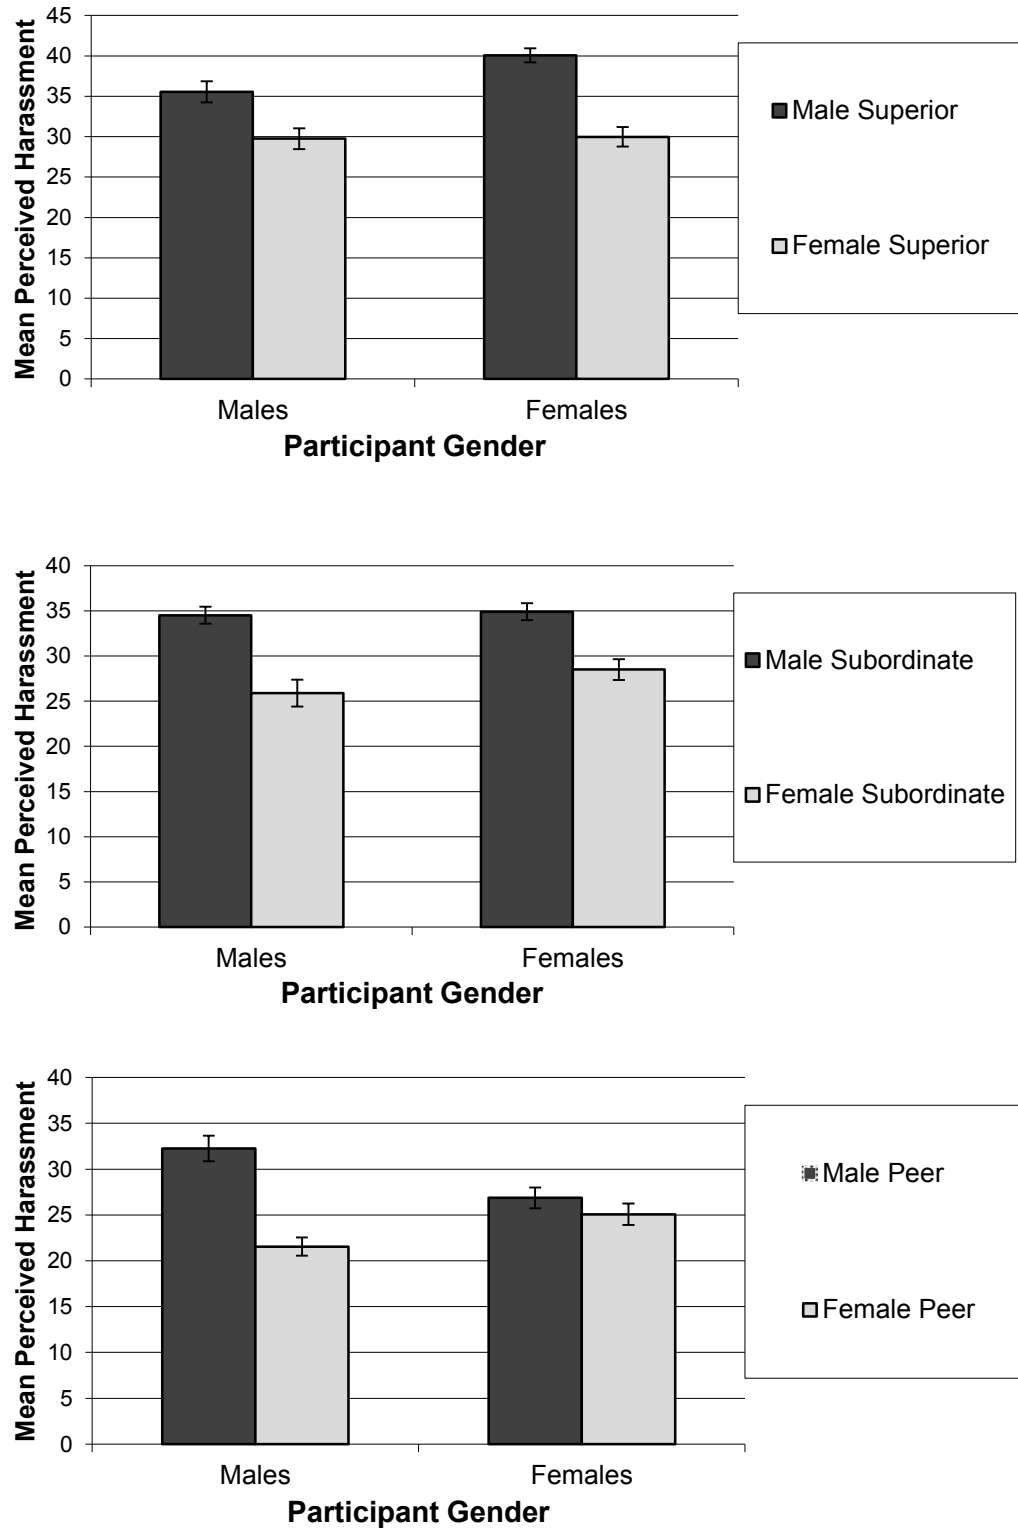 Mean Perceived Harassment
45
40
35
30
25
20
15
10
5
0
Males
Females
Participant Gender
Male Superior
Female Superior
Mean Perceived Harassment
40
35
30
25
20
15
10
5
0
Males
Females
Participant Gender
Male Subordinate
Female Subordinate
Mean Perceived Harassment
40
35
30
25
20
15
10
5
0
Males
Females
Participant Gender
Male Peer
Female Peer